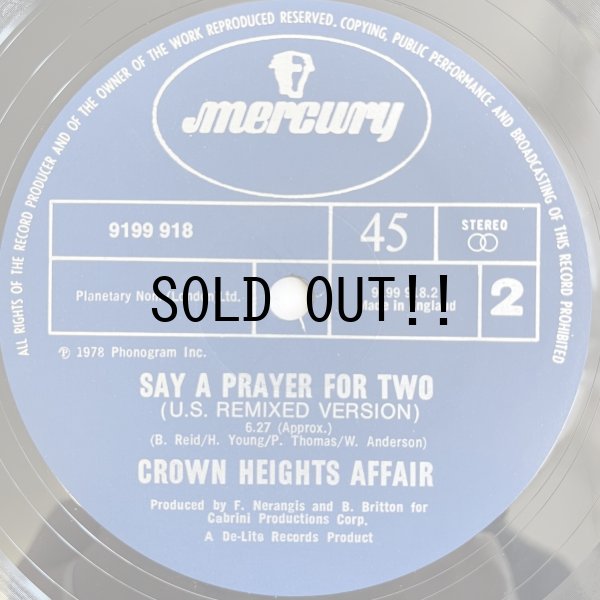 ALL RIGHTS OF THE RECORD PRODUCER AND OF THE OWNER OF THE WORK REPRODUCED RESERVED. COPYING, PUBLIC PERFORMANCE AND BROADCASTING OF THIS RECORD PROHIBITED
mercury
9199 918
45
STEREO
Planetary London Ltd.
Made in England
2
SOLD OUT!!
℗ 1978 Phonogram Inc.
SAY A PRAYER FOR TWO
(U.S. REMIXED VERSION)
6.27 (Approx.)
(B. Reid/H. Young/P. Thomas/W. Anderson)
CROWN HEIGHTS AFFAIR
Produced by F. Nerangis and B. Britton for
Cabrini Productions Corp.
A De-Lite Records Product